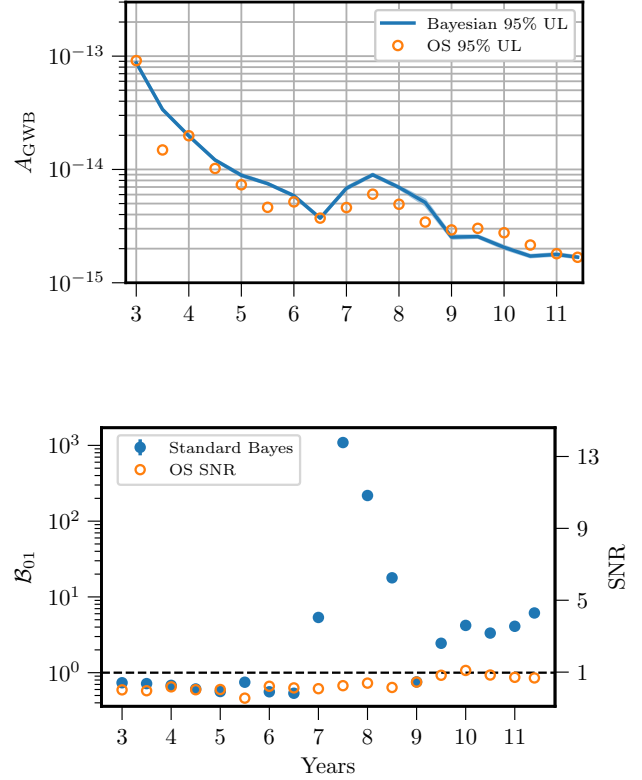 Bayesian 95% UL
OS 95% UL
A_GWB
10^−13
10^−14
10^−15
3 4 5 6 7 8 9 10 11
Standard Bayes
OS SNR
B_01
10^3
10^2
10^1
10^0
13
9
5
1
SNR
3 4 5 6 7 8 9 10 11
Years